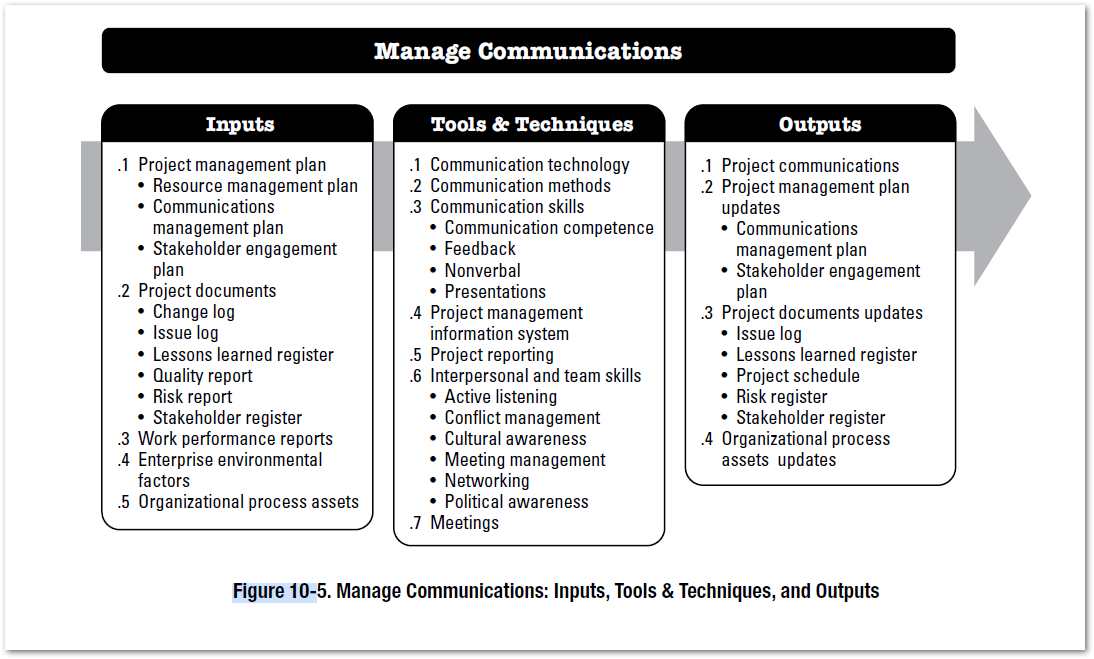 Manage Communications
Inputs
.1 Project management plan
• Resource management plan
• Communications
management plan
• Stakeholder engagement
plan
.2 Project documents
• Change log
• Issue log
• Lessons learned register
• Quality report
• Risk report
• Stakeholder register
.3 Work performance reports
.4 Enterprise environmental
factors
.5 Organizational process assets
Tools & Techniques
.1 Communication technology
.2 Communication methods
.3 Communication skills
• Communication competence
• Feedback
• Nonverbal
• Presentations
.4 Project management
information system
.5 Project reporting
.6 Interpersonal and team skills
• Active listening
• Conflict management
• Cultural awareness
• Meeting management
• Networking
• Political awareness
.7 Meetings
Outputs
.1 Project communications
.2 Project management plan
updates
• Communications
management plan
• Stakeholder engagement
plan
.3 Project documents updates
• Issue log
• Lessons learned register
• Project schedule
• Risk register
• Stakeholder register
.4 Organizational process
assets updates
Figure 10-5. Manage Communications: Inputs, Tools & Techniques, and Outputs